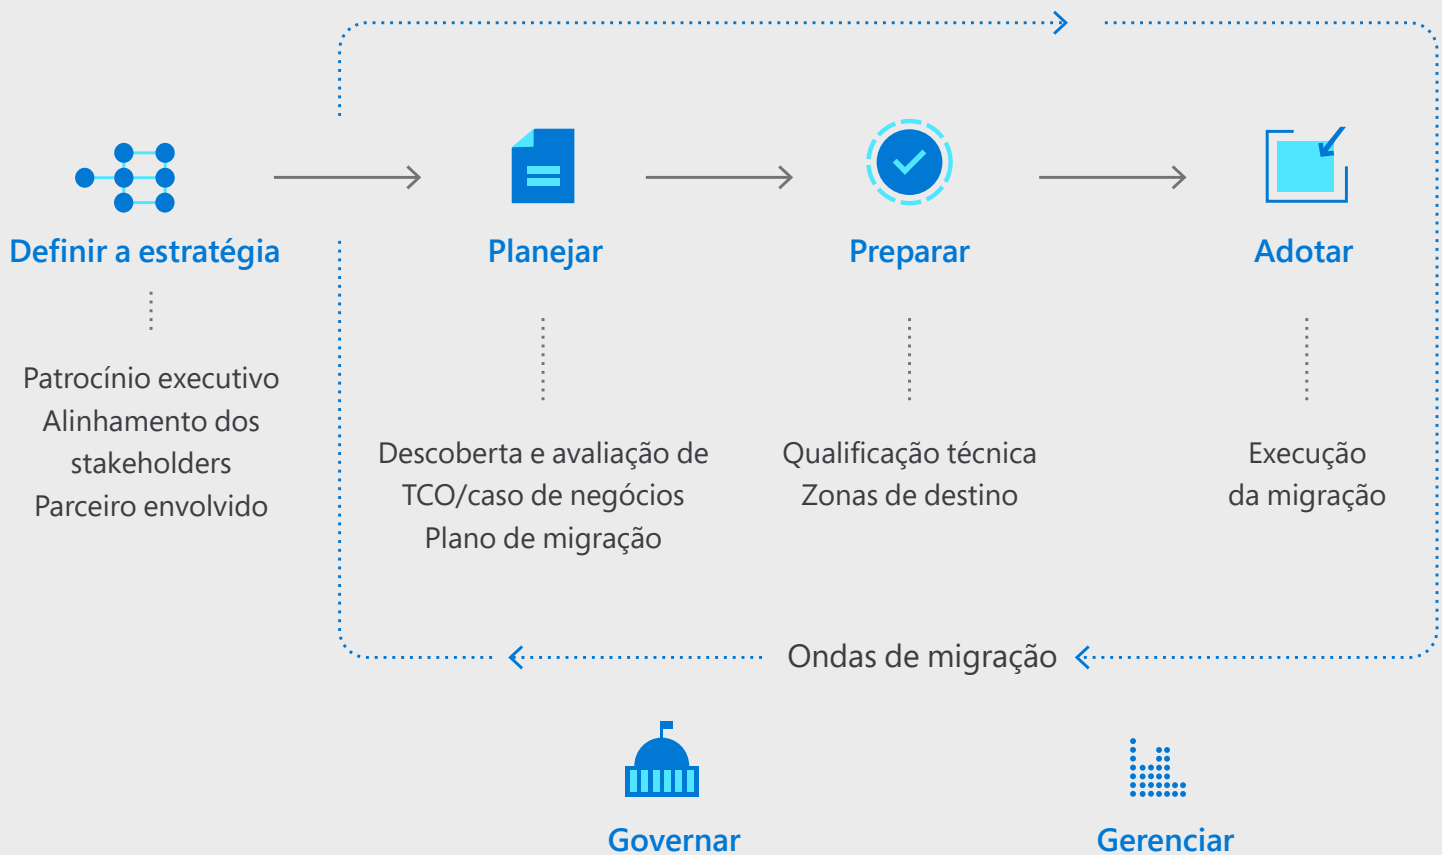 Definir a estratégia
Planejar
Preparar
Adotar
Patrocínio executivo
Alinhamento dos
stakeholders
Parceiro envolvido
Descoberta e avaliação de
TCO/caso de negócios
Plano de migração
Qualificação técnica
Zonas de destino
Execução
da migração
Ondas de migração
Governar
Gerenciar